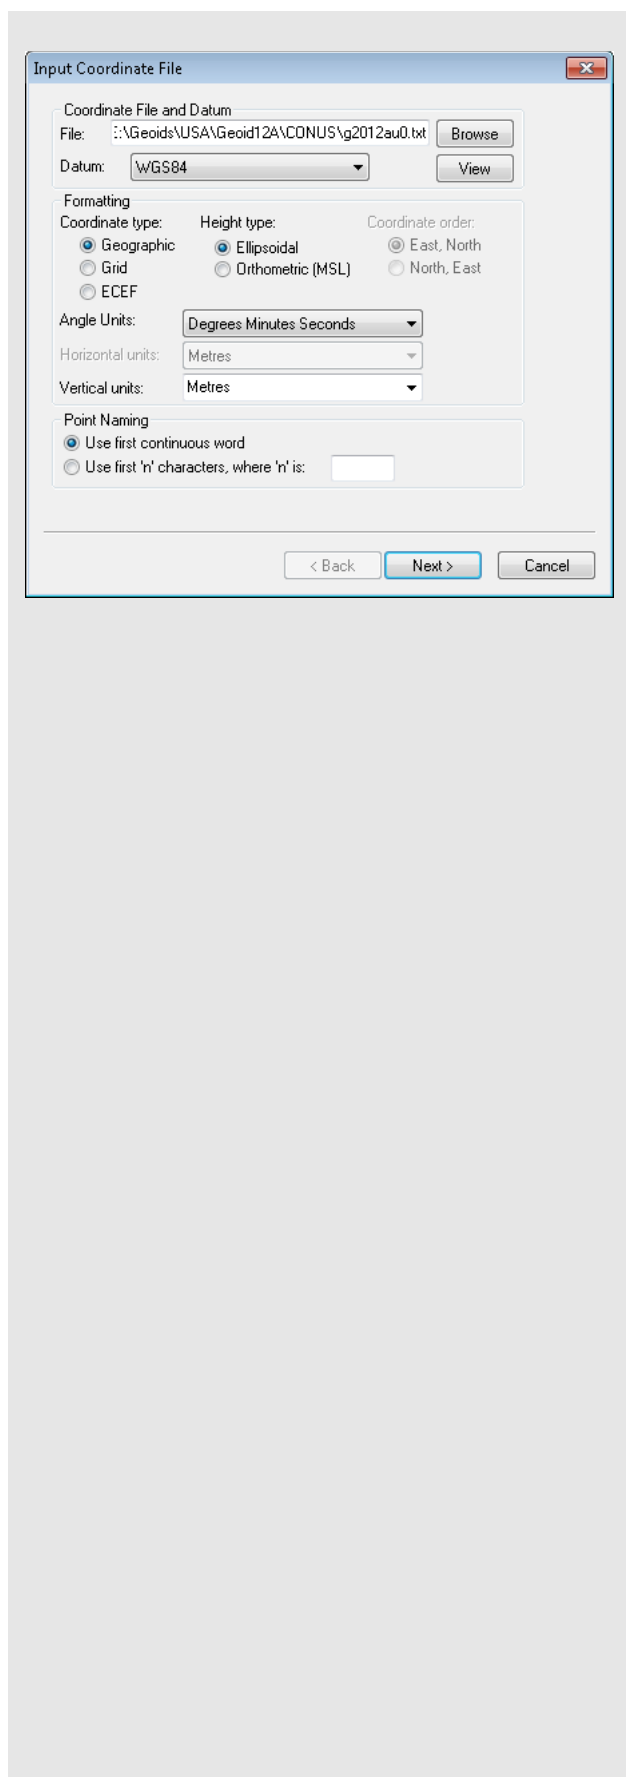 Input Coordinate File
Coordinate File and Datum
File: :\Geoids\USA\Geoid12A\CONUS\g2012au0.txt Browse
Datum: WGS84 View
Formatting
Coordinate type: Height type: Coordinate order:
Geographic Ellipsoidal East, North
Grid Orthometric (MSL) North, East
ECEF
Angle Units: Degrees Minutes Seconds
Horizontal units: Metres
Vertical units: Metres
Point Naming
Use first continuous word
Use first 'n' characters, where 'n' is:
< Back Next > Cancel